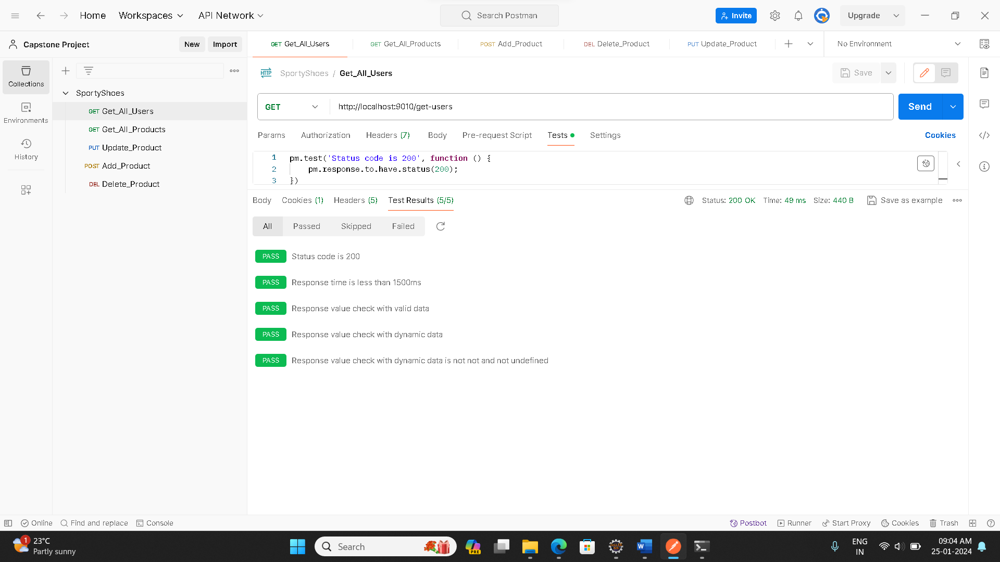 Home Workspaces API Network Search Postman Invite Upgrade
Capstone Project New Import
GET Get_All_Users GET Get_All_Products POST Add_Product DEL Delete_Product PUT Update_Product No Environment
Collections
Environments
History
SportyShoes
GET Get_All_Users
GET Get_All_Products
PUT Update_Product
POST Add_Product
DEL Delete_Product
HTTP SportyShoes / Get_All_Users Save
GET http://localhost:9010/get-users Send
Params Authorization Headers (7) Body Pre-request Script Tests Settings Cookies
1 pm.test('Status code is 200', function () {
2 pm.response.to.have.status(200);
3 })
Body Cookies (1) Headers (5) Test Results (5/5) Status: 200 OK Time: 49 ms Size: 440 B Save as example
All Passed Skipped Failed
PASS Status code is 200
PASS Response time is less than 1500ms
PASS Response value check with valid data
PASS Response value check with dynamic data
PASS Response value check with dynamic data is not not and not undefined
Online Find and replace Console Postbot Runner Start Proxy Cookies Trash
1 23°C
Partly sunny
Search
PRE
ENG
IN
09:04 AM
25-01-2024